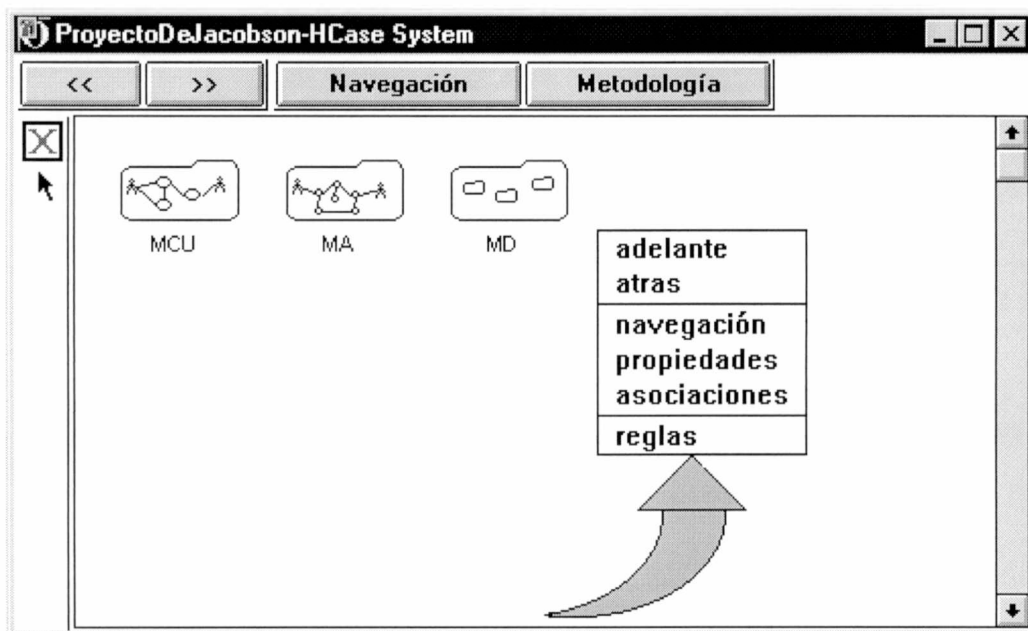 ProyectoDeJacobson-HCase System
<< >> Navegación Metodología
MCU MA MD
adelante
atras
navegación
propiedades
asociaciones
reglas